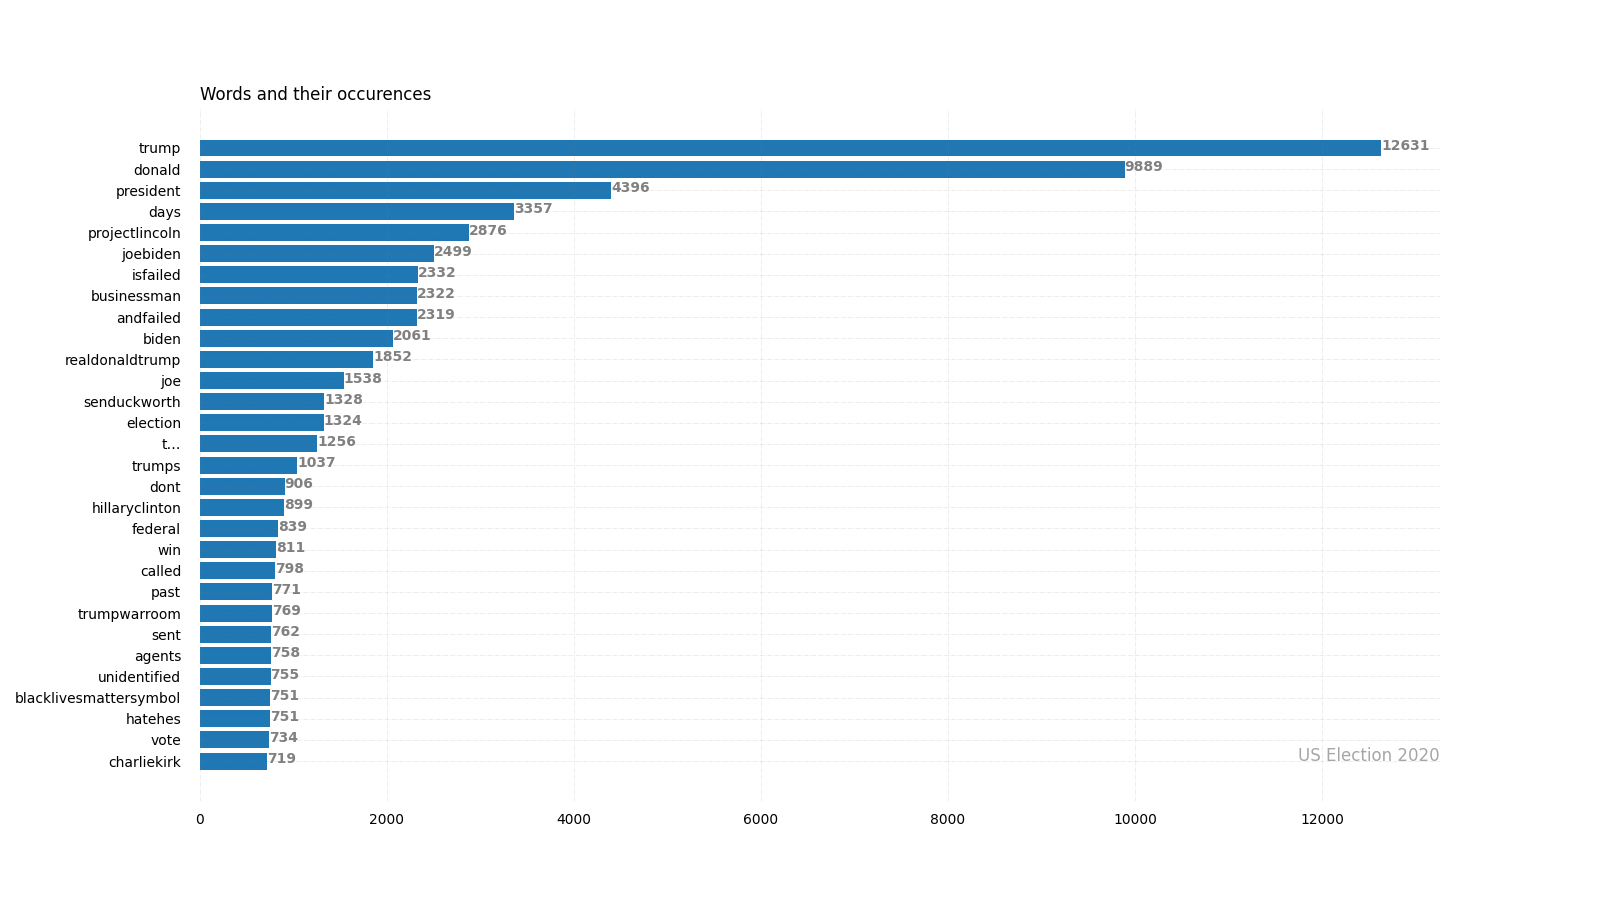 Words and their occurences
trump 12631
donald 9889
president 4396
days 3357
projectlincoln 2876
joebiden 2499
isfailed 2332
businessman 2322
andfailed 2319
biden 2061
realdonaldtrump 1852
joe 1538
senduckworth 1328
election 1324
t... 1256
trumps 1037
dont 906
hillaryclinton 899
federal 839
win 811
called 798
past 771
trumpwarroom 769
sent 762
agents 758
unidentified 755
blacklivesmattersymbol 751
hatehes 751
vote 734
charliekirk 719
US Election 2020
0 2000 4000 6000 8000 10000 12000